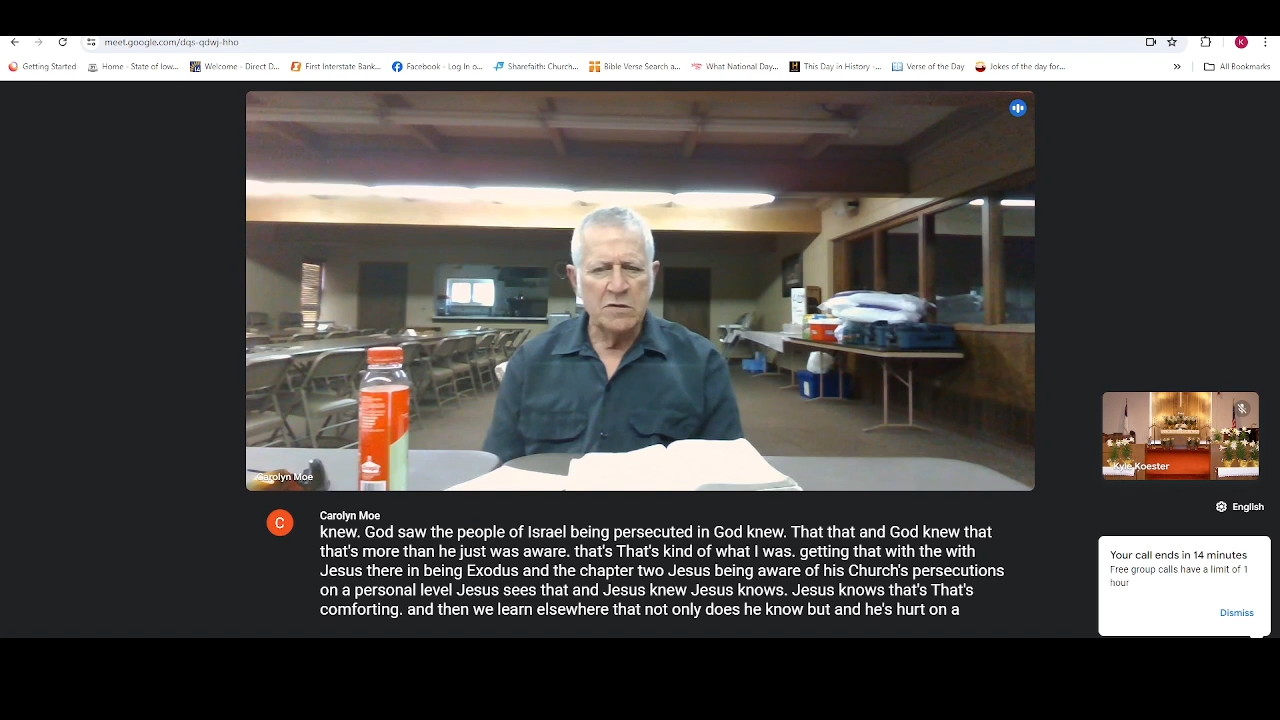 meet.google.com/dqs-qdwj-hho
Getting Started
Home - State of Iow...
Welcome - Direct D...
First Interstate Bank...
Facebook - Log In o...
Sharefaith: Church...
Bible Verse Search a...
What National Day...
This Day in History -...
Verse of the Day
Jokes of the day for...
»
All Bookmarks
K
Carolyn Moe
Kyle Koester
English
C
Carolyn Moe
knew. God saw the people of Israel being persecuted in God knew. That that and God knew that
that's more than he just was aware. that's That's kind of what I was. getting that with the with
Jesus there in being Exodus and the chapter two Jesus being aware of his Church's persecutions
on a personal level Jesus sees that and Jesus knew Jesus knows. Jesus knows that's That's
comforting. and then we learn elsewhere that not only does he know but and he's hurt on a
Your call ends in 14 minutes
Free group calls have a limit of 1
hour
Dismiss